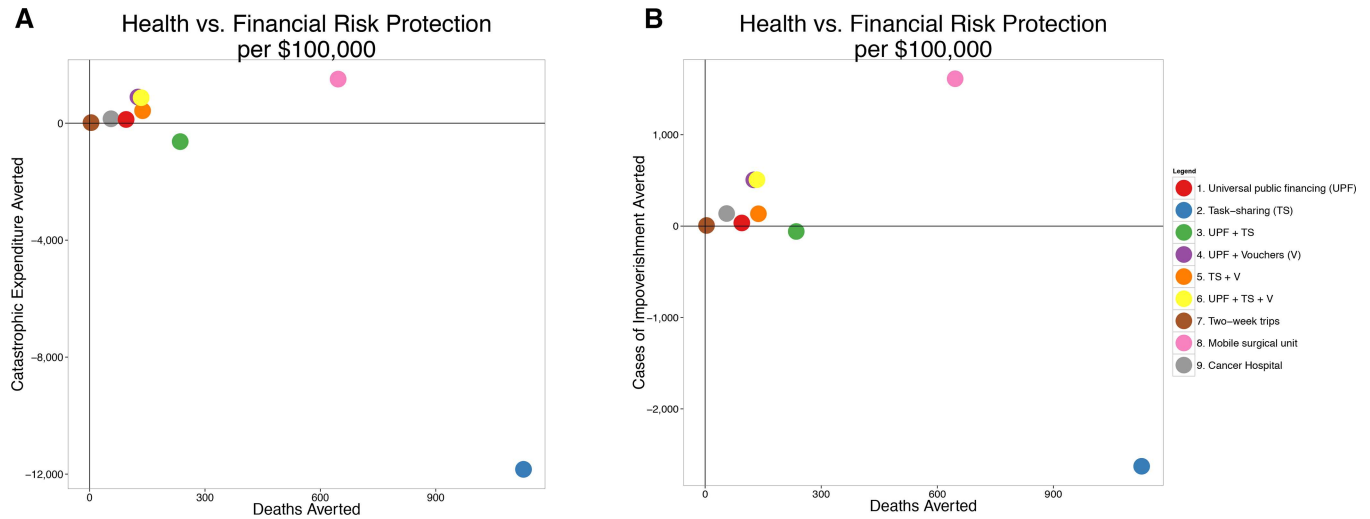 A
Health vs. Financial Risk Protection
per $100,000
Catastrophic Expenditure Averted
0
−4,000
−8,000
−12,000
0
300
600
900
Deaths Averted
B
Health vs. Financial Risk Protection
per $100,000
Cases of Impoverishment Averted
1,000
0
−1,000
−2,000
0
300
600
900
Deaths Averted
Legend
1. Universal public financing (UPF)
2. Task−sharing (TS)
3. UPF + TS
4. UPF + Vouchers (V)
5. TS + V
6. UPF + TS + V
7. Two−week trips
8. Mobile surgical unit
9. Cancer Hospital